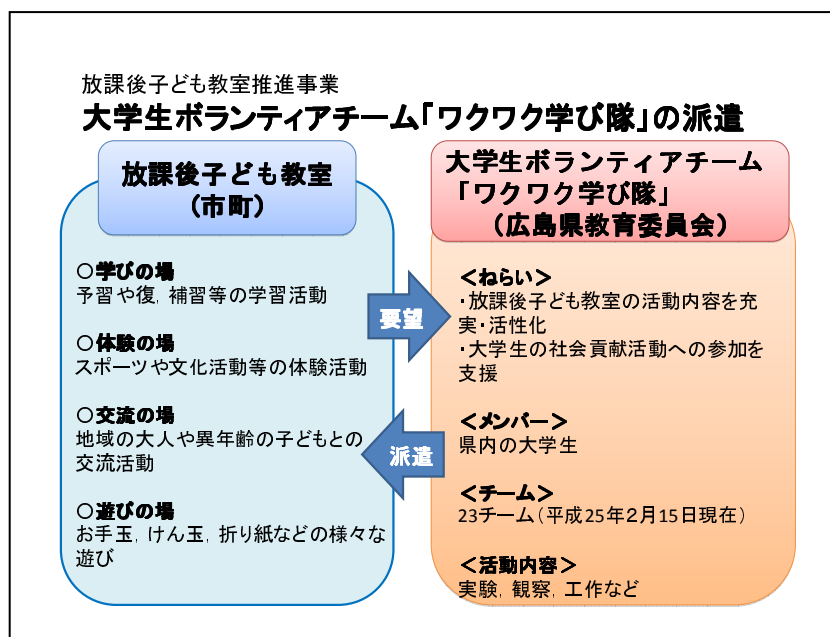 放課後子ども教室推進事業
大学生ボランティアチーム「ワクワク学び隊」の派遣
放課後子ども教室
（市町）
○学びの場
予習や復，補習等の学習活動
○体験の場
スポーツや文化活動等の体験活動
○交流の場
地域の大人や異年齢の子どもとの
交流活動
○遊びの場
お手玉，けん玉，折り紙などの様々な
遊び
要望
派遣
大学生ボランティアチーム
「ワクワク学び隊」
（広島県教育委員会）
＜ねらい＞
・放課後子ども教室の活動内容を充
実・活性化
・大学生の社会貢献活動への参加を
支援
＜メンバー＞
県内の大学生
＜チーム＞
23チーム（平成25年2月15日現在）
＜活動内容＞
実験，観察，工作など